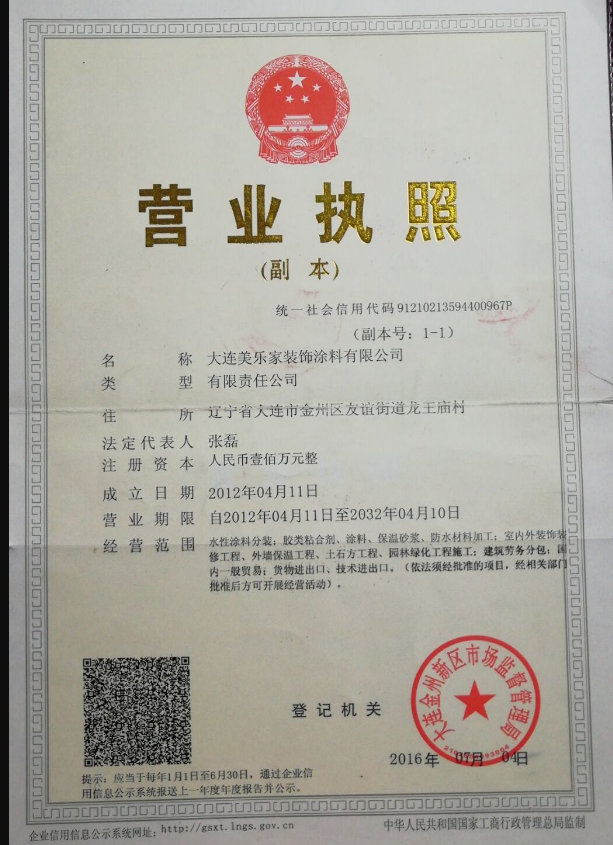 营业执照
(副 本)
统一社会信用代码 91210213594400967P
(副本号：1-1)
名 称 大连美乐家装饰涂料有限公司
类 型 有限责任公司
住 所 辽宁省大连市金州区友谊街道龙王庙村
法定代表人 张磊
注册资本 人民币壹佰万元整
成立日期 2012年04月11日
营业期限 自2012年04月11日至2032年04月10日
经营范围 水性涂料分装；胶类粘合剂、涂料、保温砂浆、防水材料加工；室内外装饰装
修工程、外墙保温工程、土石方工程、园林绿化工程施工；建筑劳务分包；国
内一般贸易；货物进出口、技术进出口。（依法须经批准的项目，经相关部门
批准后方可开展经营活动）。
大连金州新区市场监督管理局
登记机关
2016年 07月 04日
提示：应当于每年1月1日至6月30日，通过企业信
用信息公示系统报送上一年度年度报告并公示。
企业信用信息公示系统网址：http://gsxt.lngs.gov.cn
中华人民共和国国家工商行政管理总局监制